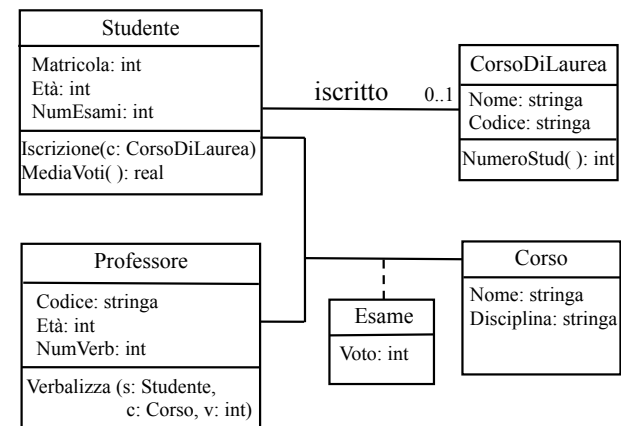 Studente
Matricola: int
Età: int
NumEsami: int
Iscrizione(c: CorsoDiLaurea)
MediaVoti( ): real
iscritto
0..1
CorsoDiLaurea
Nome: stringa
Codice: stringa
NumeroStud( ): int
Professore
Codice: stringa
Età: int
NumVerb: int
Verbalizza (s: Studente,
c: Corso, v: int)
Esame
Voto: int
Corso
Nome: stringa
Disciplina: stringa